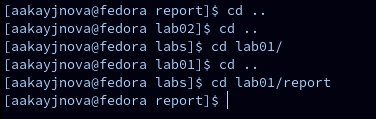 [aakayjnova@fedora report]$ cd ..
[aakayjnova@fedora lab02]$ cd ..
[aakayjnova@fedora labs]$ cd lab01/
[aakayjnova@fedora lab01]$ cd ..
[aakayjnova@fedora labs]$ cd lab01/report
[aakayjnova@fedora report]$